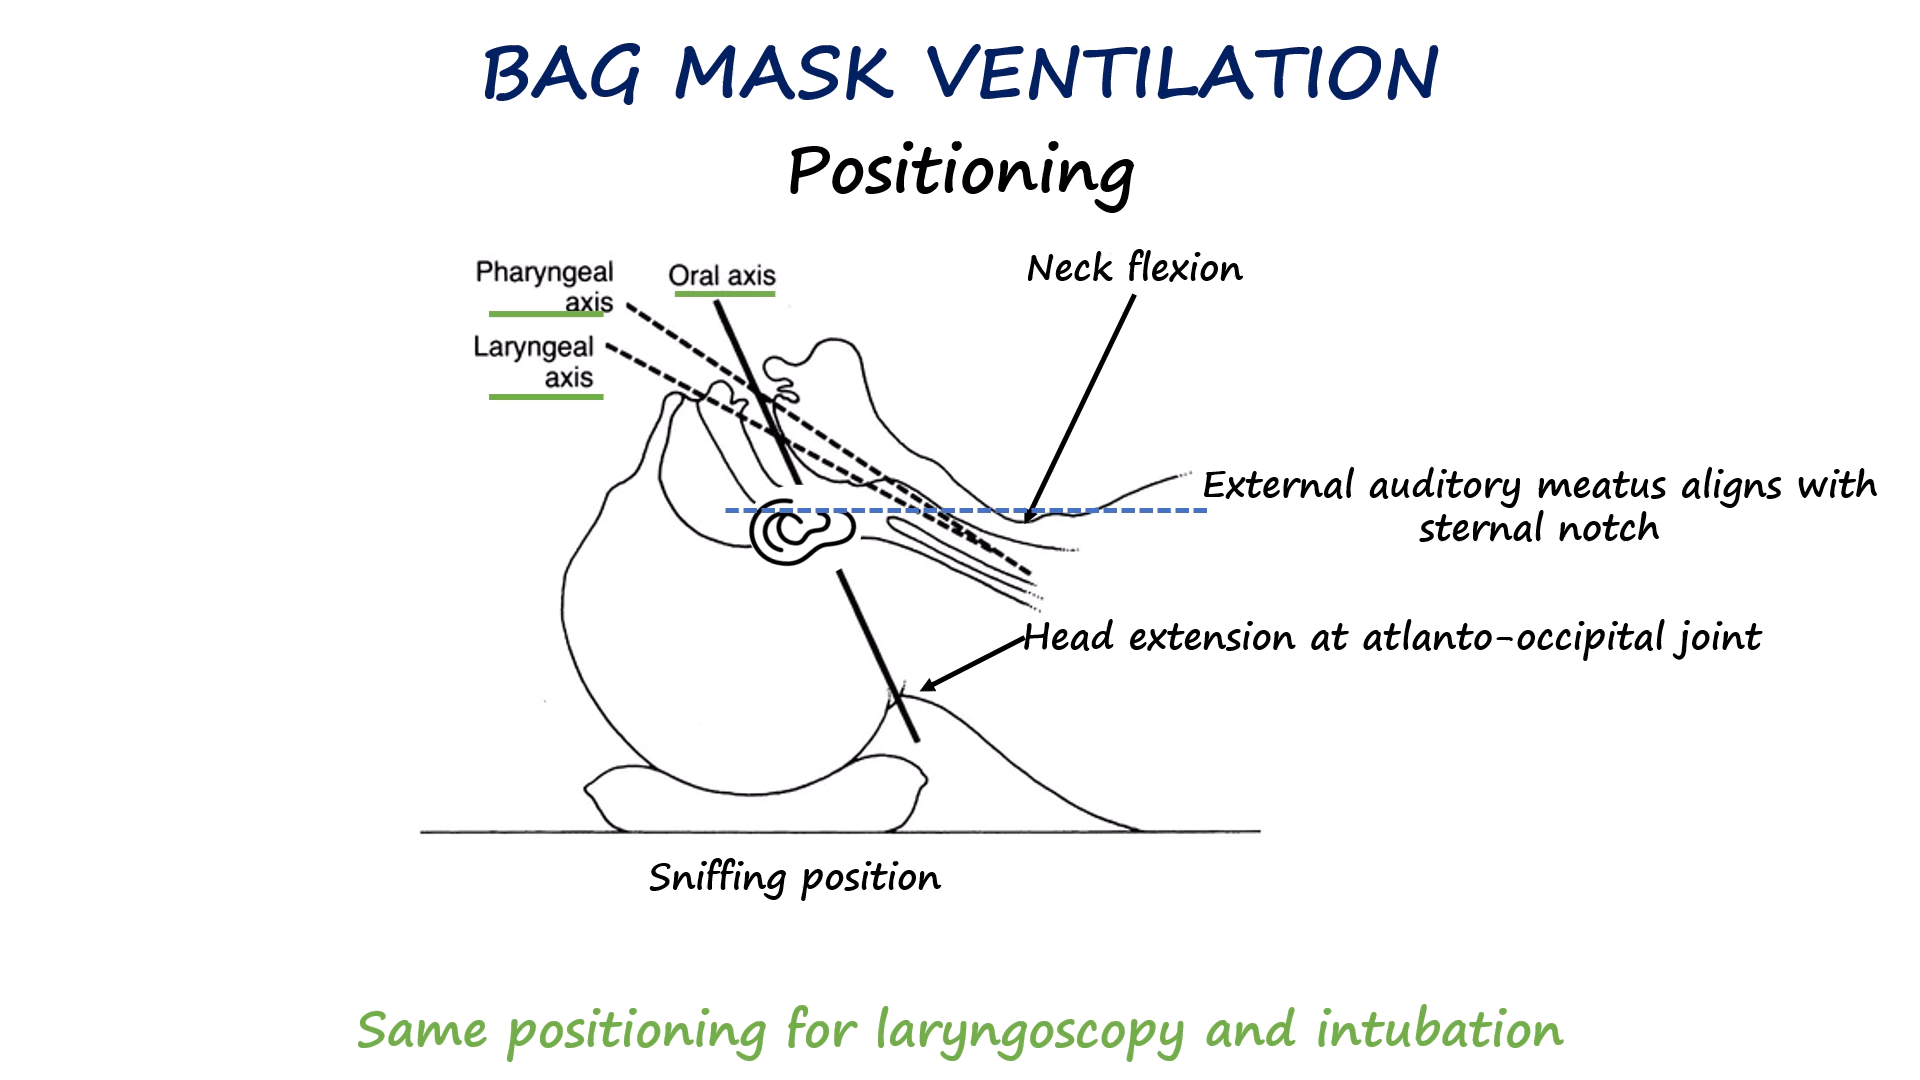 BAG MASK VENTILATION
Positioning
Pharyngeal
axis
Oral axis
Laryngeal
axis
Neck flexion
External auditory meatus aligns with
sternal notch
Head extension at atlanto-occipital joint
Sniffing position
Same positioning for laryngoscopy and intubation